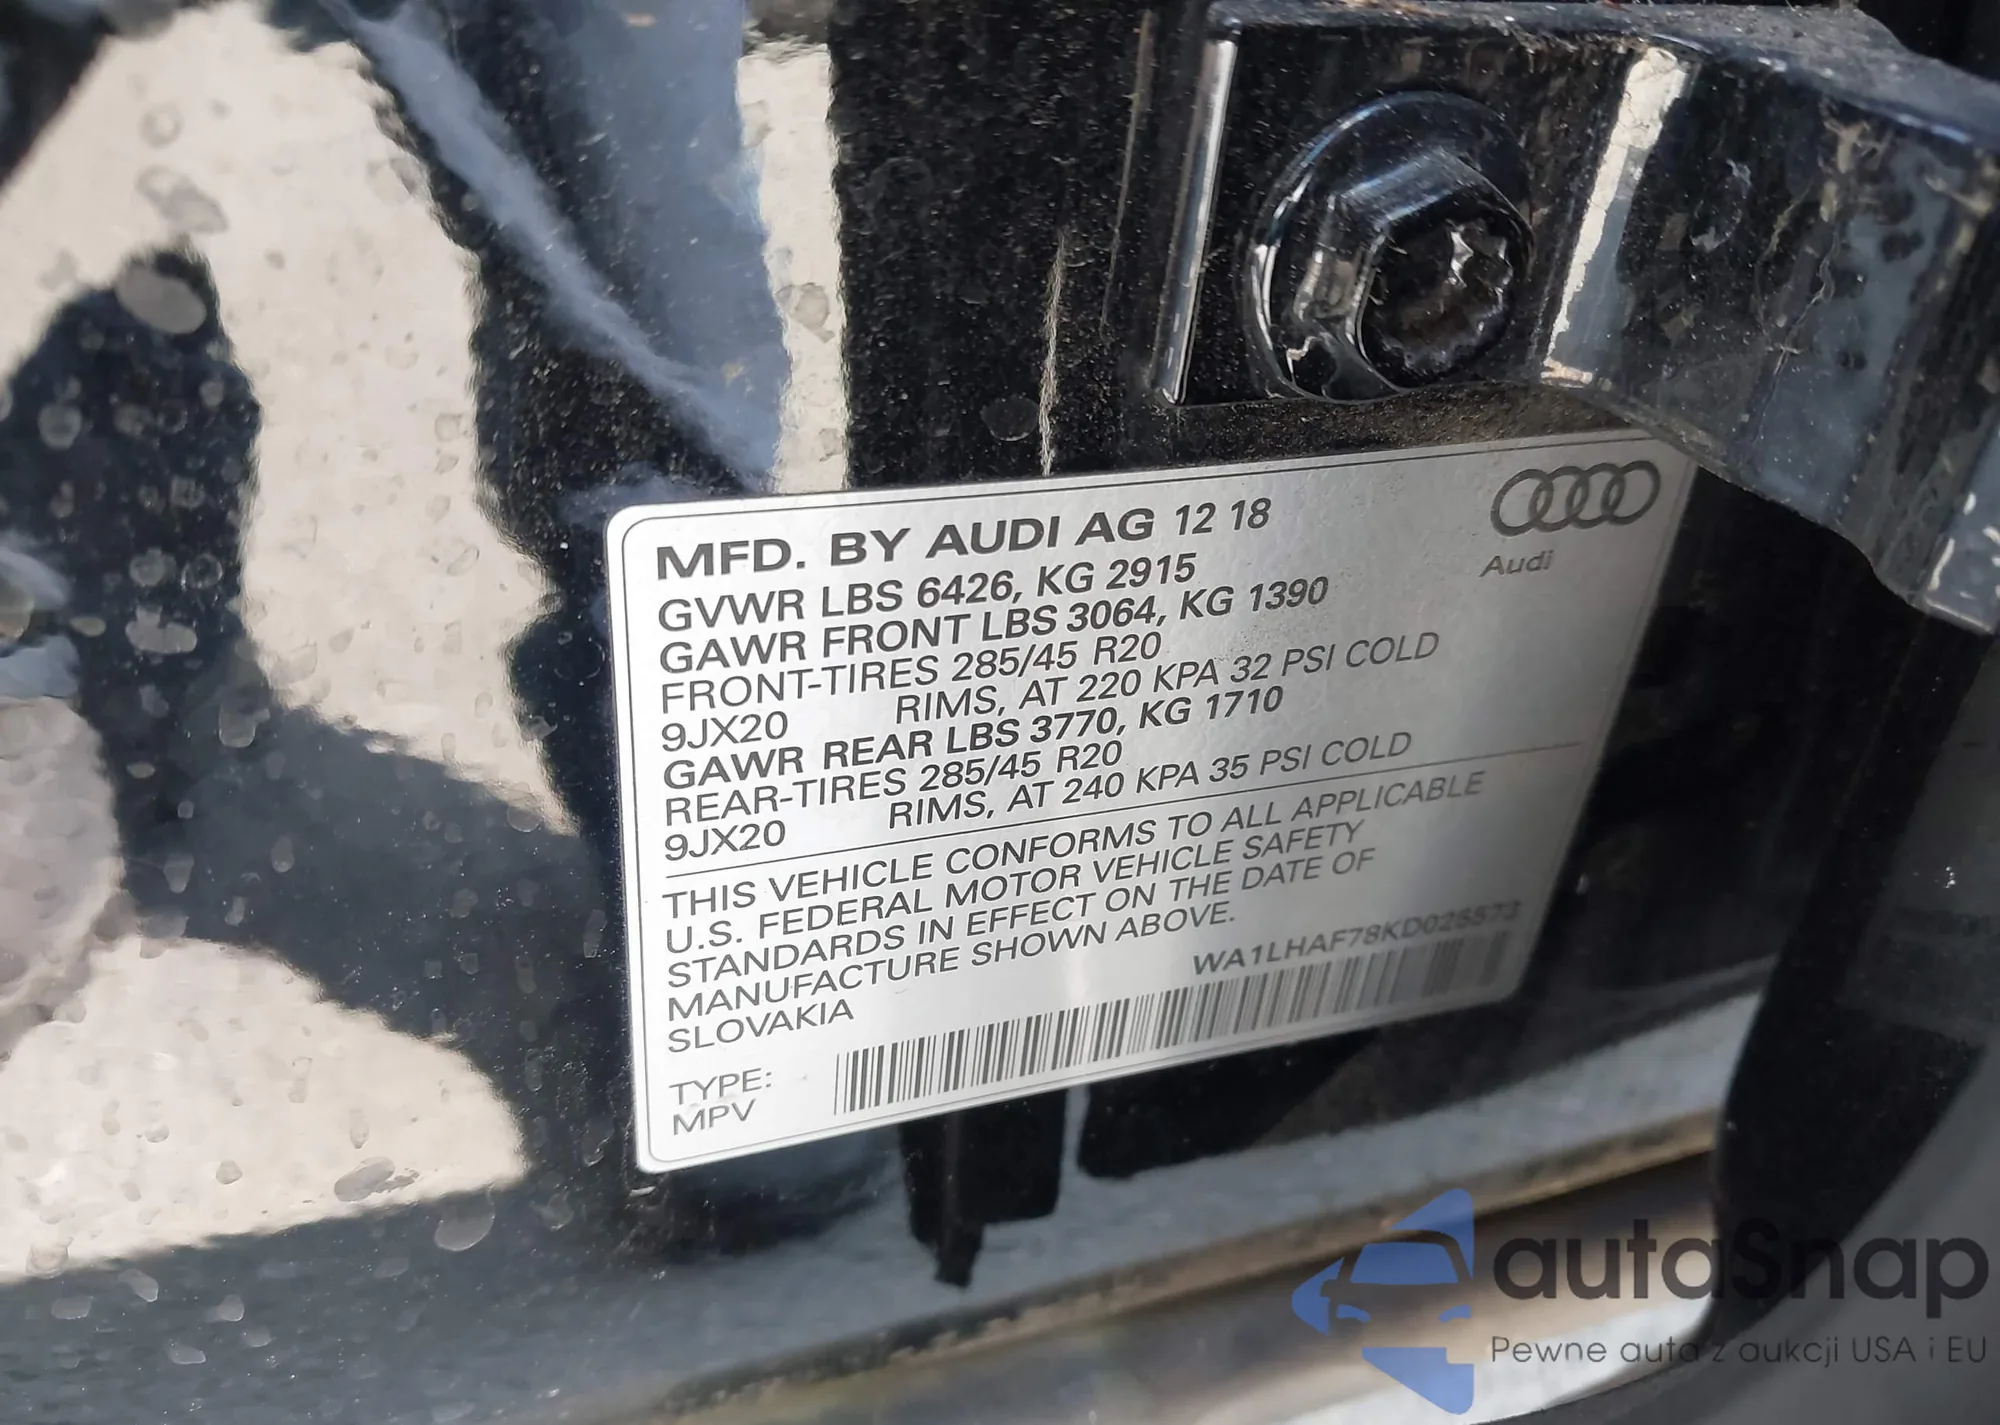 MFD. BY AUDI AG 12 18
GVWR LBS 6426, KG 2915
GAWR FRONT LBS 3064, KG 1390
FRONT-TIRES 285/45 R20
9JX20 RIMS, AT 220 KPA 32 PSI COLD
GAWR REAR LBS 3770, KG 1710
REAR-TIRES 285/45 R20
9JX20 RIMS, AT 240 KPA 35 PSI COLD
THIS VEHICLE CONFORMS TO ALL APPLICABLE
U.S. FEDERAL MOTOR VEHICLE SAFETY
STANDARDS IN EFFECT ON THE DATE OF
MANUFACTURE SHOWN ABOVE.
SLOVAKIA
TYPE:
MPV
Audi
autaSnap
Pewne auta z aukcji USA i EU